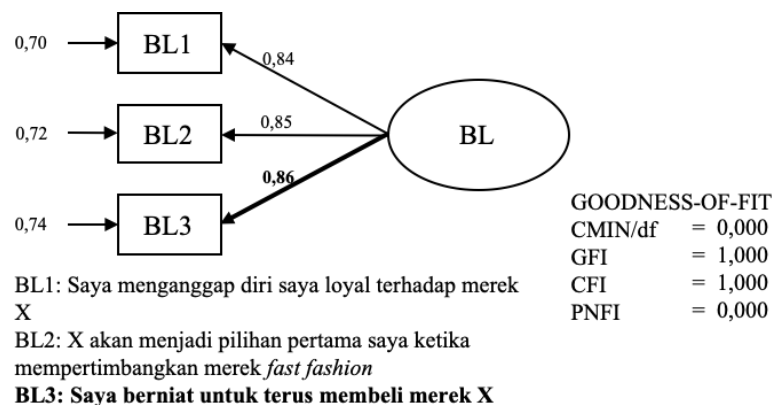 0,70
BL1
0,84
0,72
BL2
0,85
BL
0,86
0,74
BL3
GOODNESS-OF-FIT
CMIN/df = 0,000
GFI = 1,000
CFI = 1,000
PNFI = 0,000
BL1: Saya menganggap diri saya loyal terhadap merek
X
BL2: X akan menjadi pilihan pertama saya ketika
mempertimbangkan merek fast fashion
BL3: Saya berniat untuk terus membeli merek X